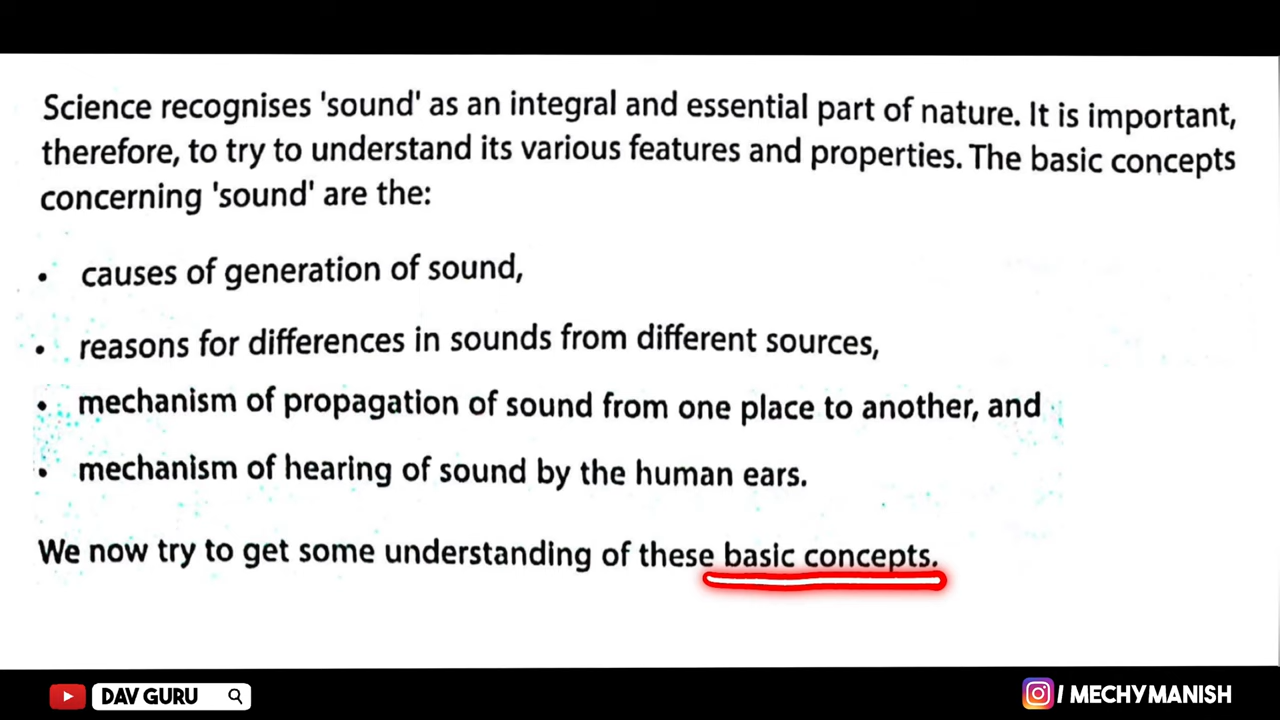 Science recognises 'sound' as an integral and essential part of nature. It is important,
therefore, to try to understand its various features and properties. The basic concepts
concerning 'sound' are the:
• causes of generation of sound,
• reasons for differences in sounds from different sources,
• mechanism of propagation of sound from one place to another, and
• mechanism of hearing of sound by the human ears.
We now try to get some understanding of these basic concepts.
DAV GURU
/ MECHYMANISH